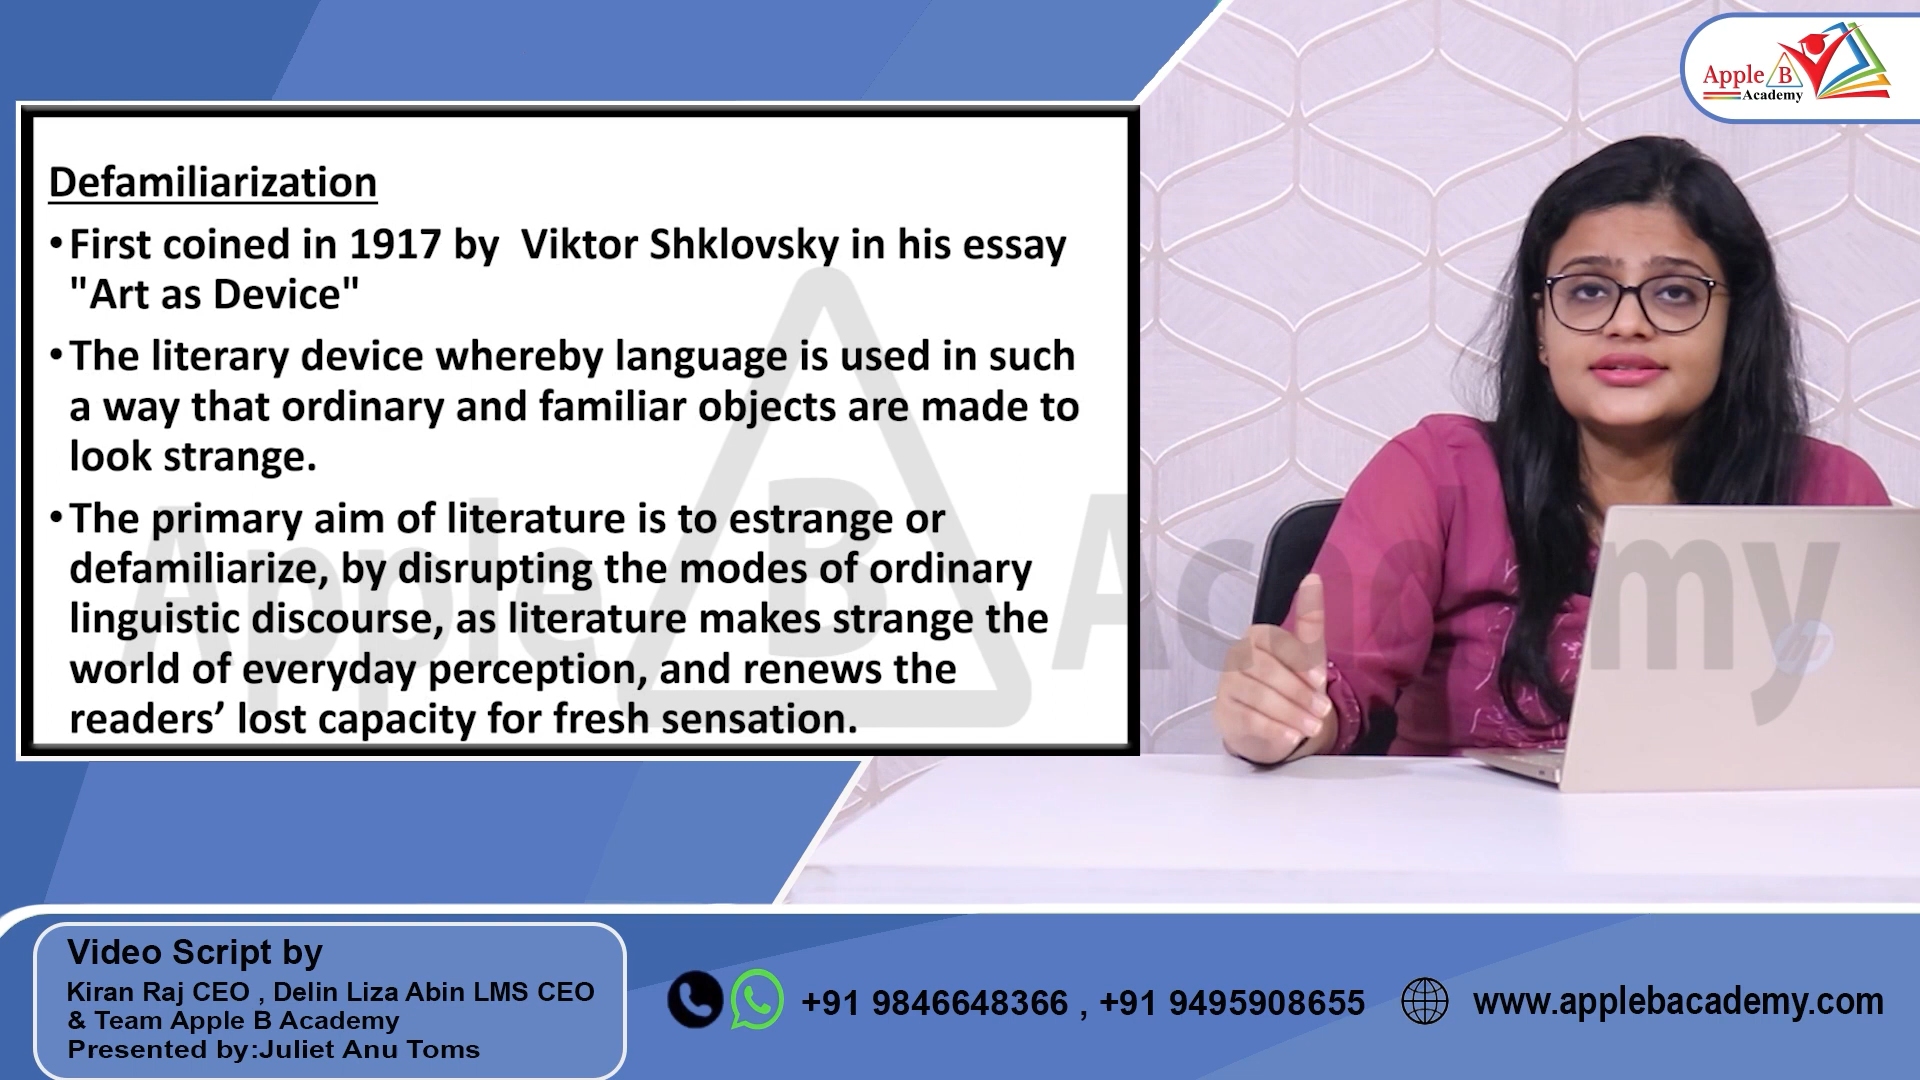 Apple B
Academy
Defamiliarization
•First coined in 1917 by  Viktor Shklovsky in his essay
"Art as Device"
•The literary device whereby language is used in such
a way that ordinary and familiar objects are made to
look strange.
•The primary aim of literature is to estrange or
defamiliarize, by disrupting the modes of ordinary
linguistic discourse, as literature makes strange the
world of everyday perception, and renews the
readers’ lost capacity for fresh sensation.
Apple B Academy
hp
Video Script by
Kiran Raj CEO , Delin Liza Abin LMS CEO
& Team Apple B Academy
Presented by:Juliet Anu Toms
+91 9846648366 , +91 9495908655
www.applebacademy.com